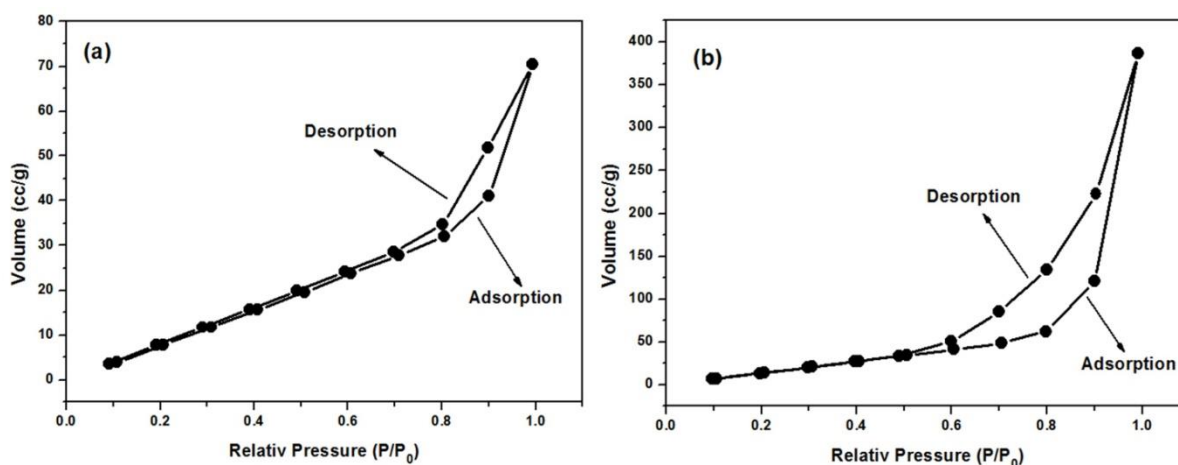 (a)
80
70
60
50
40
30
20
10
0
Volume (cc/g)
Desorption
Adsorption
0.0 0.2 0.4 0.6 0.8 1.0
Relativ Pressure (P/P0)
(b)
400
350
300
250
200
150
100
50
0
Volume (cc/g)
Desorption
Adsorption
0.0 0.2 0.4 0.6 0.8 1.0
Relativ Pressure (P/P0)